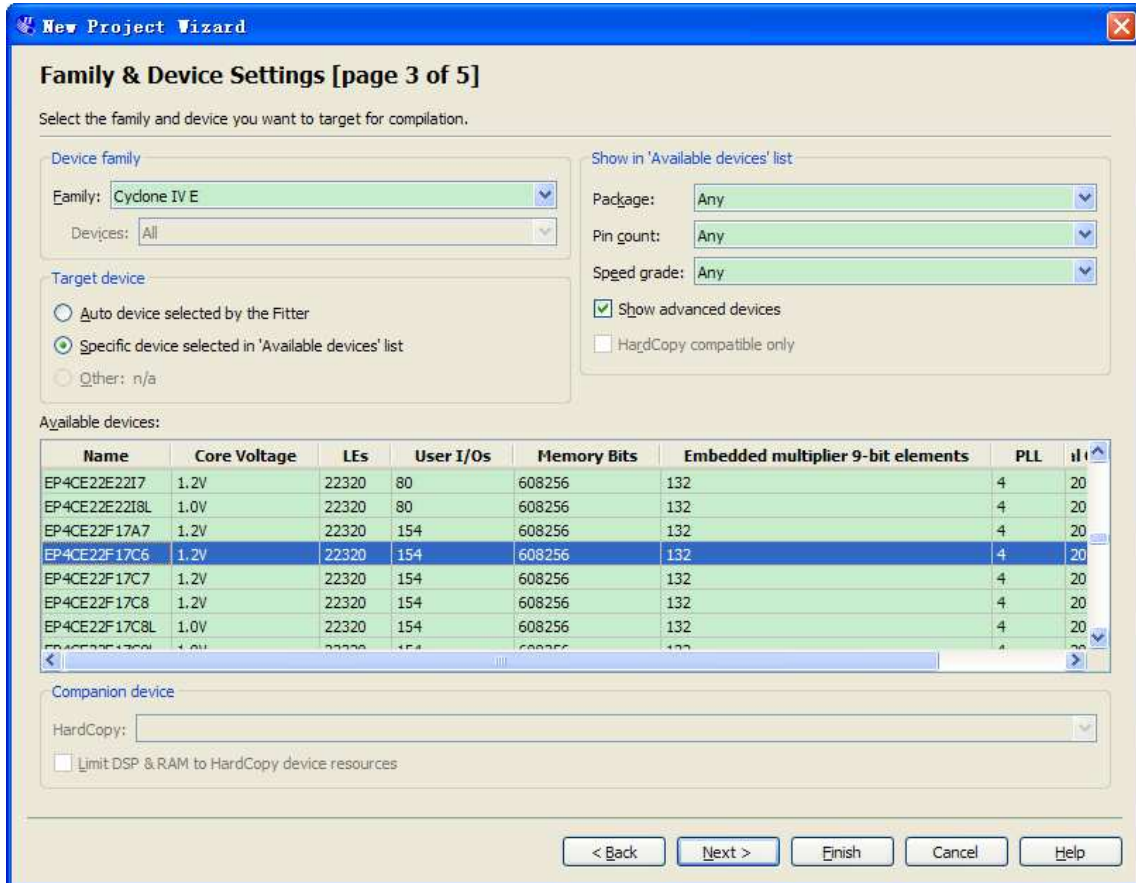 New Project Wizard
Family & Device Settings [page 3 of 5]
Select the family and device you want to target for compilation.
Device family
Family: Cyclone IV E
Devices: All
Show in 'Available devices' list
Package: Any
Pin count: Any
Speed grade: Any
Show advanced devices
HardCopy compatible only
Target device
Auto device selected by the Fitter
Specific device selected in 'Available devices' list
Other: n/a
Available devices:
Name Core Voltage LEs User I/Os Memory Bits Embedded multiplier 9-bit elements PLL
EP4CE22E22I7 1.2V 22320 80 608256 132 4 20
EP4CE22E22I8L 1.0V 22320 80 608256 132 4 20
EP4CE22F17A7 1.2V 22320 154 608256 132 4 20
EP4CE22F17C6 1.2V 22320 154 608256 132 4 20
EP4CE22F17C7 1.2V 22320 154 608256 132 4 20
EP4CE22F17C8 1.2V 22320 154 608256 132 4 20
EP4CE22F17C8L 1.0V 22320 154 608256 132 4 20
Companion device
HardCopy:
Limit DSP & RAM to HardCopy device resources
< Back Next > Finish Cancel Help